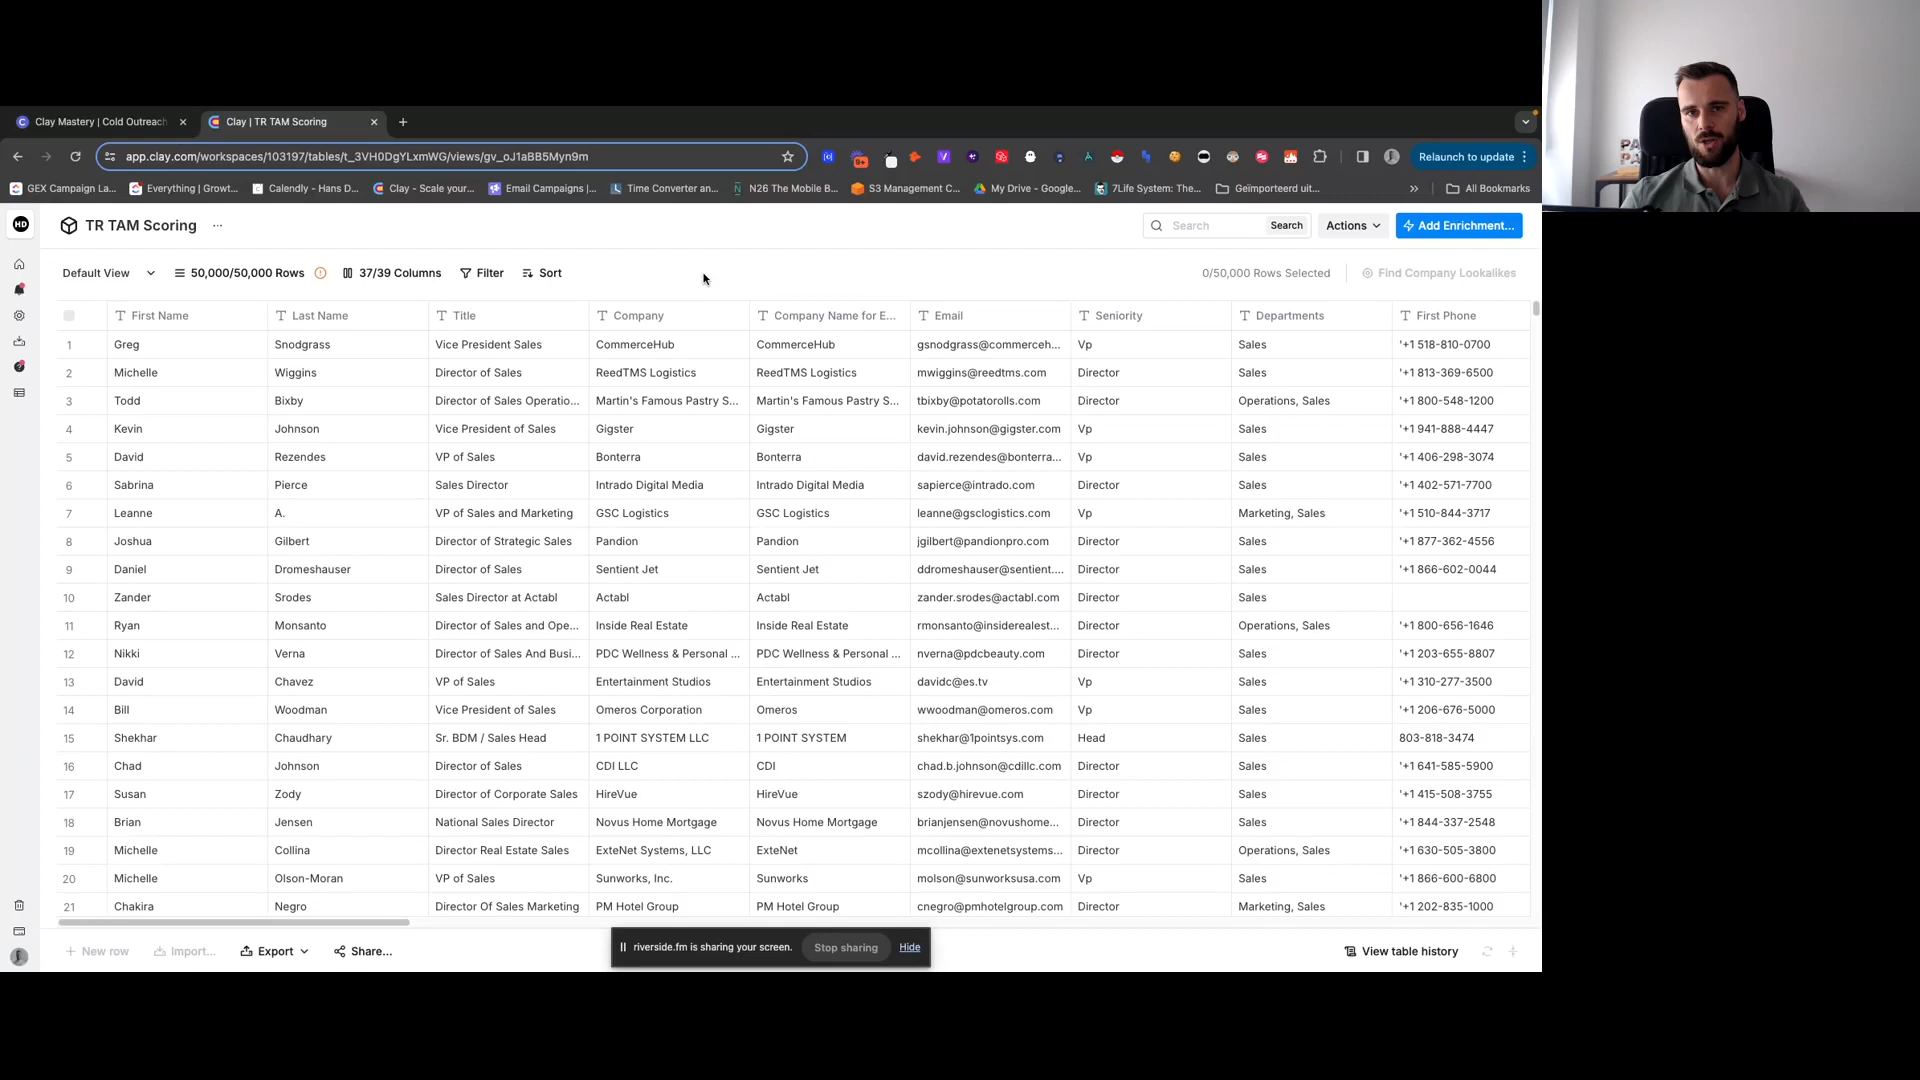 Clay Mastery | Cold Outreach
Clay | TR TAM Scoring
app.clay.com/workspaces/103197/tables/t_3VH0DgYLxmWG/views/gv_oJ1aBB5Myn9m
9+
Relaunch to update
GEX Campaign La...
Everything | Growt...
Calendly - Hans D...
Clay - Scale your...
Email Campaigns |...
Time Converter an...
N26 The Mobile B...
S3 Management C...
My Drive - Google...
7Life System: The...
Geïmporteerd uit...
All Bookmarks
HD
TR TAM Scoring
Search
Search
Actions
Add Enrichment...
Default View
50,000/50,000 Rows
37/39 Columns
Filter
Sort
0/50,000 Rows Selected
Find Company Lookalikes
First Name Last Name Title Company Company Name for E... Email Seniority Departments First Phone
1 Greg Snodgrass Vice President Sales CommerceHub CommerceHub gsnodgrass@commerceh... Vp Sales '+1 518-810-0700
2 Michelle Wiggins Director of Sales ReedTMS Logistics ReedTMS Logistics mwiggins@reedtms.com Director Sales '+1 813-369-6500
3 Todd Bixby Director of Sales Operatio... Martin's Famous Pastry S... Martin's Famous Pastry S... tbixby@potatorolls.com Director Operations, Sales '+1 800-548-1200
4 Kevin Johnson Vice President of Sales Gigster Gigster kevin.johnson@gigster.com Vp Sales '+1 941-888-4447
5 David Rezendes VP of Sales Bonterra Bonterra david.rezendes@bonterra... Vp Sales '+1 406-298-3074
6 Sabrina Pierce Sales Director Intrado Digital Media Intrado Digital Media sapierce@intrado.com Director Sales '+1 402-571-7700
7 Leanne A. VP of Sales and Marketing GSC Logistics GSC Logistics leanne@gsclogistics.com Vp Marketing, Sales '+1 510-844-3717
8 Joshua Gilbert Director of Strategic Sales Pandion Pandion jgilbert@pandionpro.com Director Sales '+1 877-362-4556
9 Daniel Dromeshauser Director of Sales Sentient Jet Sentient Jet ddromeshauser@sentient.... Director Sales '+1 866-602-0044
10 Zander Srodes Sales Director at Actabl Actabl Actabl zander.srodes@actabl.com Director Sales
11 Ryan Monsanto Director of Sales and Ope... Inside Real Estate Inside Real Estate rmonsanto@insiderealest... Director Operations, Sales '+1 800-656-1646
12 Nikki Verna Director of Sales And Busi... PDC Wellness & Personal ... PDC Wellness & Personal ... nverna@pdcbeauty.com Director Sales '+1 203-655-8807
13 David Chavez VP of Sales Entertainment Studios Entertainment Studios davidc@es.tv Vp Sales '+1 310-277-3500
14 Bill Woodman Vice President of Sales Omeros Corporation Omeros wwoodman@omeros.com Vp Sales '+1 206-676-5000
15 Shekhar Chaudhary Sr. BDM / Sales Head 1 POINT SYSTEM LLC 1 POINT SYSTEM shekhar@1pointsys.com Head Sales 803-818-3474
16 Chad Johnson Director of Sales CDI LLC CDI chad.b.johnson@cdillc.com Director Sales '+1 641-585-5900
17 Susan Zody Director of Corporate Sales HireVue HireVue szody@hirevue.com Director Sales '+1 415-508-3755
18 Brian Jensen National Sales Director Novus Home Mortgage Novus Home Mortgage brianjensen@novushome... Director Sales '+1 844-337-2548
19 Michelle Collina Director Real Estate Sales ExteNet Systems, LLC ExteNet mcollina@extenetsystems... Director Operations, Sales '+1 630-505-3800
20 Michelle Olson-Moran VP of Sales Sunworks, Inc. Sunworks molson@sunworksusa.com Vp Sales '+1 866-600-6800
21 Chakira Negro Director Of Sales Marketing PM Hotel Group PM Hotel Group cnegro@pmhotelgroup.com Director Marketing, Sales '+1 202-835-1000
New row
Import...
Export
Share...
riverside.fm is sharing your screen.
Stop sharing
Hide
View table history